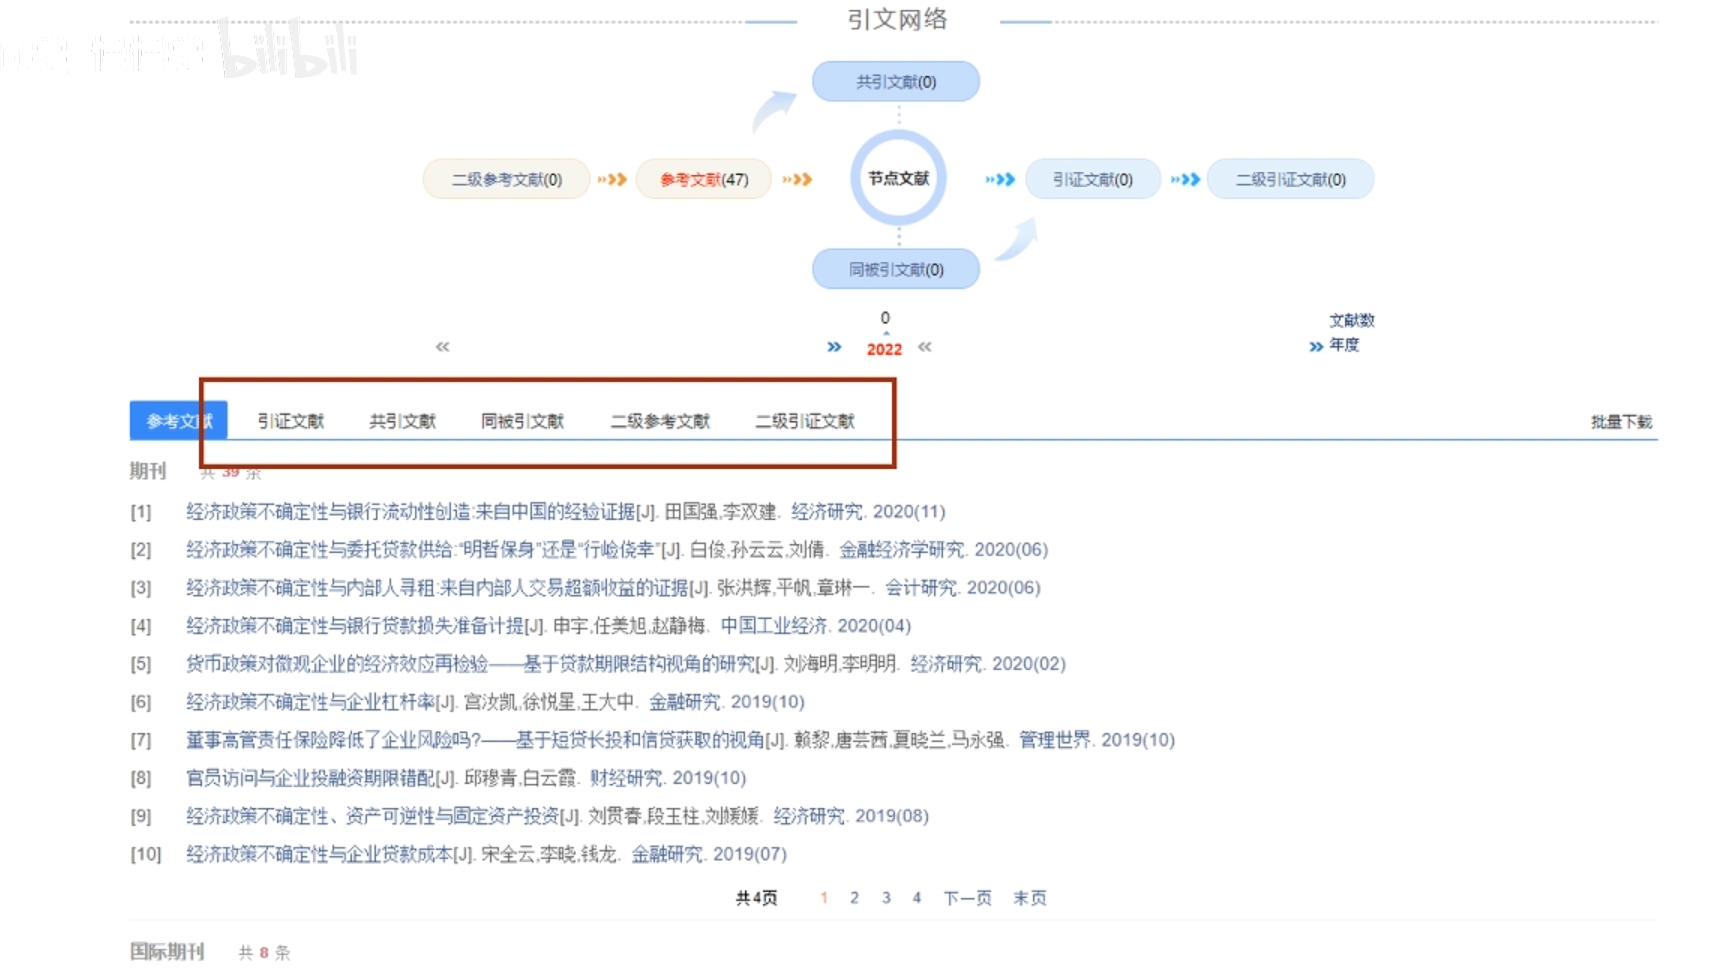 引文网络
bilibili
共引文献(0)
二级参考文献(0) 参考文献(47) 节点文献 引证文献(0) 二级引证文献(0)
同被引文献(0)
0 文献数
2022 年度
参考文献 引证文献 共引文献 同被引文献 二级参考文献 二级引证文献 批量下载
期刊 共 39 条
[1] 经济政策不确定性与银行流动性创造:来自中国的经验证据[J]. 田国强,李双建. 经济研究. 2020(11)
[2] 经济政策不确定性与委托贷款供给:“明哲保身”还是“行崄侥幸”[J]. 白俊,孙云云,刘倩. 金融经济学研究. 2020(06)
[3] 经济政策不确定性与内部人寻租:来自内部人交易超额收益的证据[J]. 张洪辉,平帆,章琳一. 会计研究. 2020(06)
[4] 经济政策不确定性与银行贷款损失准备计提[J]. 申宇,任美旭,赵静梅. 中国工业经济. 2020(04)
[5] 货币政策对微观企业的经济效应再检验——基于贷款期限结构视角的研究[J]. 刘海明,李明明. 经济研究. 2020(02)
[6] 经济政策不确定性与企业杠杆率[J]. 宫汝凯,徐悦星,王大中. 金融研究. 2019(10)
[7] 董事高管责任保险降低了企业风险吗?——基于短贷长投和信贷获取的视角[J]. 赖黎,唐芸茜,夏晓兰,马永强. 管理世界. 2019(10)
[8] 官员访问与企业投融资期限错配[J]. 邱穆青,白云霞. 财经研究. 2019(10)
[9] 经济政策不确定性、资产可逆性与固定资产投资[J]. 刘贯春,段玉柱,刘媛媛. 经济研究. 2019(08)
[10] 经济政策不确定性与企业贷款成本[J]. 宋全云,李晓,钱龙. 金融研究. 2019(07)
共4页 1 2 3 4 下一页 末页
国际期刊 共 8 条